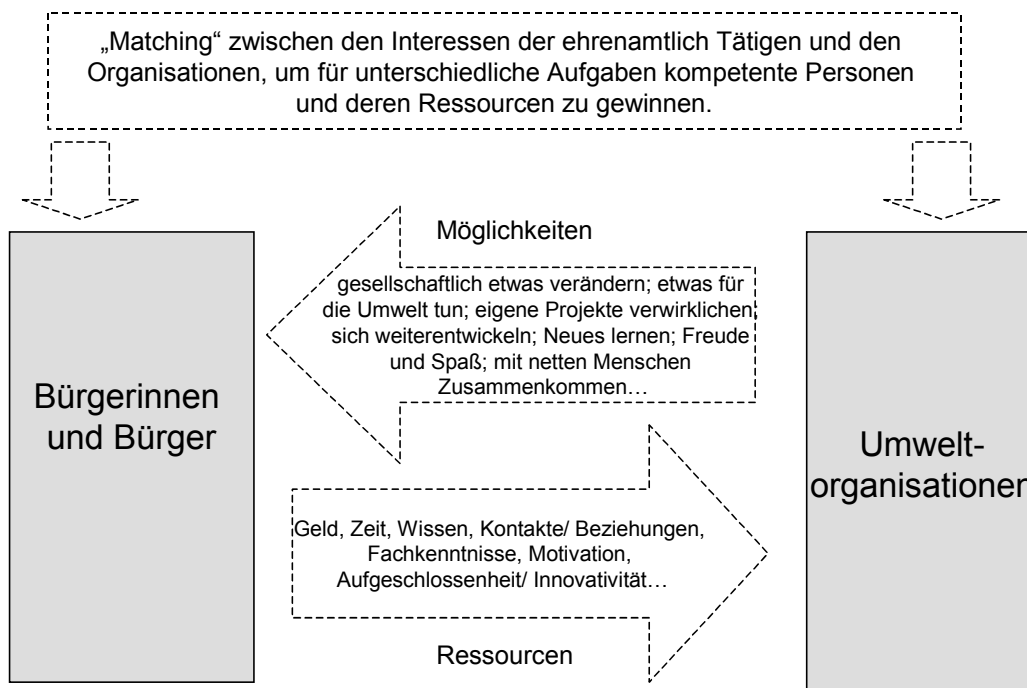 „Matching“ zwischen den Interessen der ehrenamtlich Tätigen und den
Organisationen, um für unterschiedliche Aufgaben kompetente Personen
und deren Ressourcen zu gewinnen.
Möglichkeiten
gesellschaftlich etwas verändern; etwas für
die Umwelt tun; eigene Projekte verwirklichen;
sich weiterentwickeln; Neues lernen; Freude
und Spaß; mit netten Menschen
Zusammenkommen…
Bürgerinnen
und Bürger
Umwelt-
organisationen
Geld, Zeit, Wissen, Kontakte/ Beziehungen,
Fachkenntnisse, Motivation,
Aufgeschlossenheit/ Innovativität…
Ressourcen